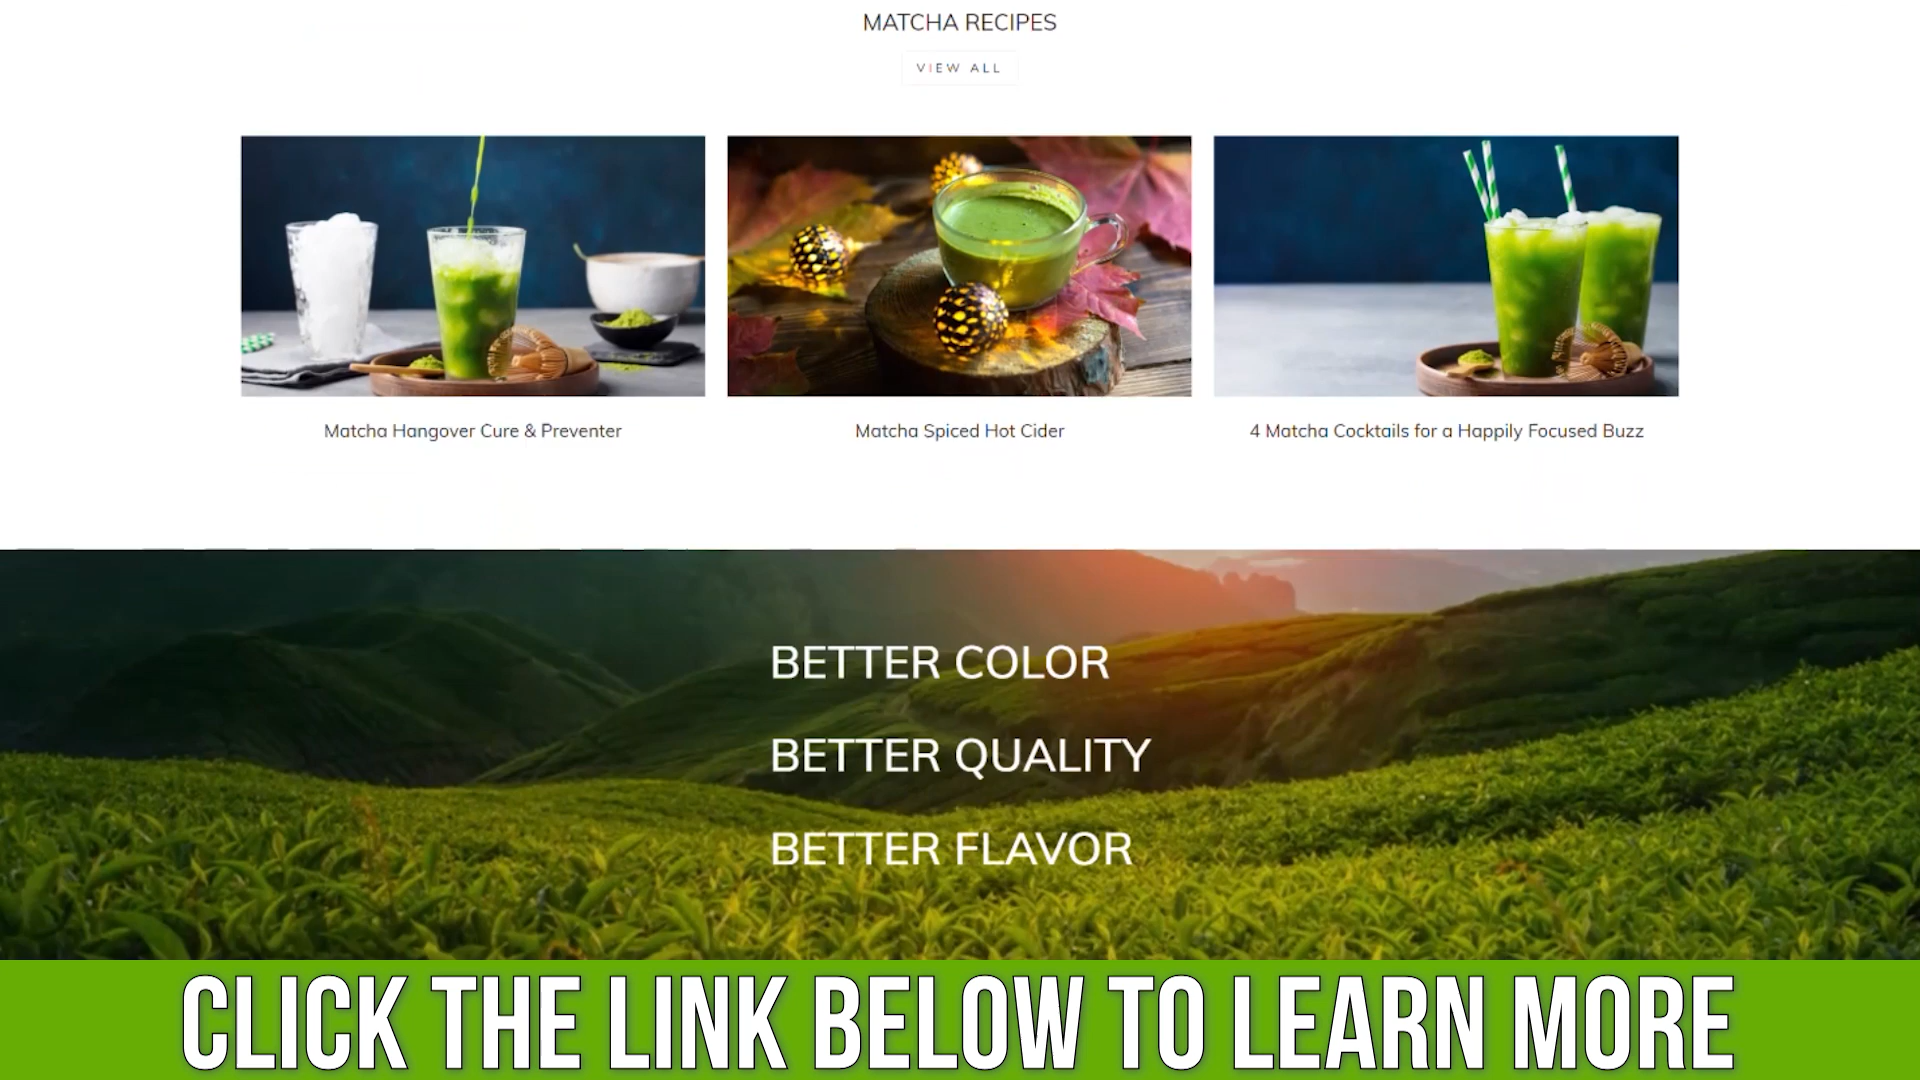 MATCHA RECIPES
VIEW ALL
Matcha Hangover Cure & Preventer
Matcha Spiced Hot Cider
4 Matcha Cocktails for a Happily Focused Buzz
BETTER COLOR
BETTER QUALITY
BETTER FLAVOR
CLICK THE LINK BELOW TO LEARN MORE